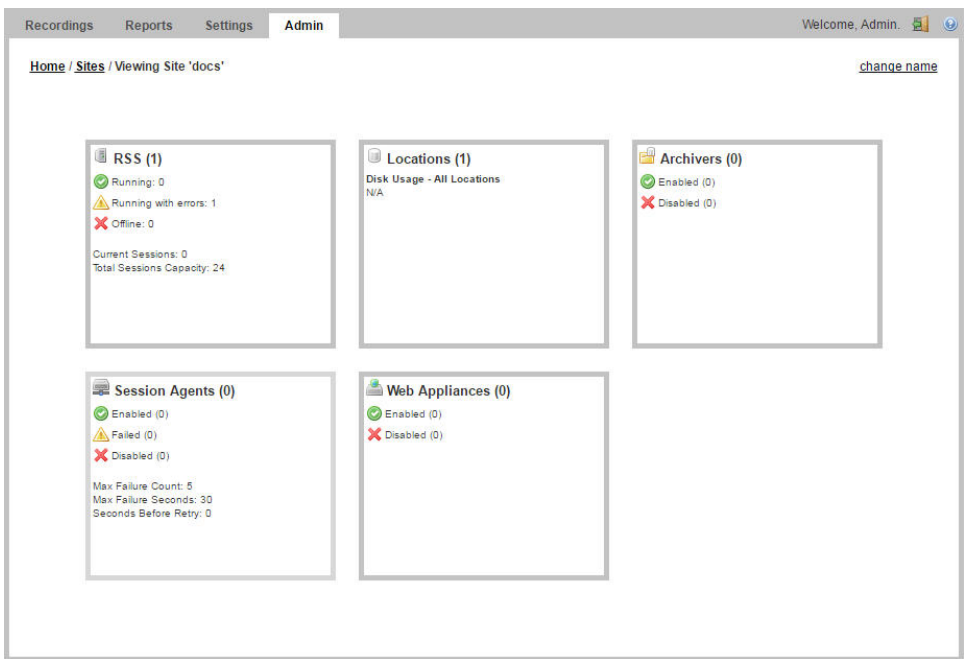 Recordings Reports Settings Admin Welcome, Admin.
Home / Sites / Viewing Site 'docs' change name
RSS (1)
Running: 0
Running with errors: 1
Offline: 0
Current Sessions: 0
Total Sessions Capacity: 24
Locations (1)
Disk Usage - All Locations
N/A
Archivers (0)
Enabled (0)
Disabled (0)
Session Agents (0)
Enabled (0)
Failed (0)
Disabled (0)
Max Failure Count: 5
Max Failure Seconds: 30
Seconds Before Retry: 0
Web Appliances (0)
Enabled (0)
Disabled (0)